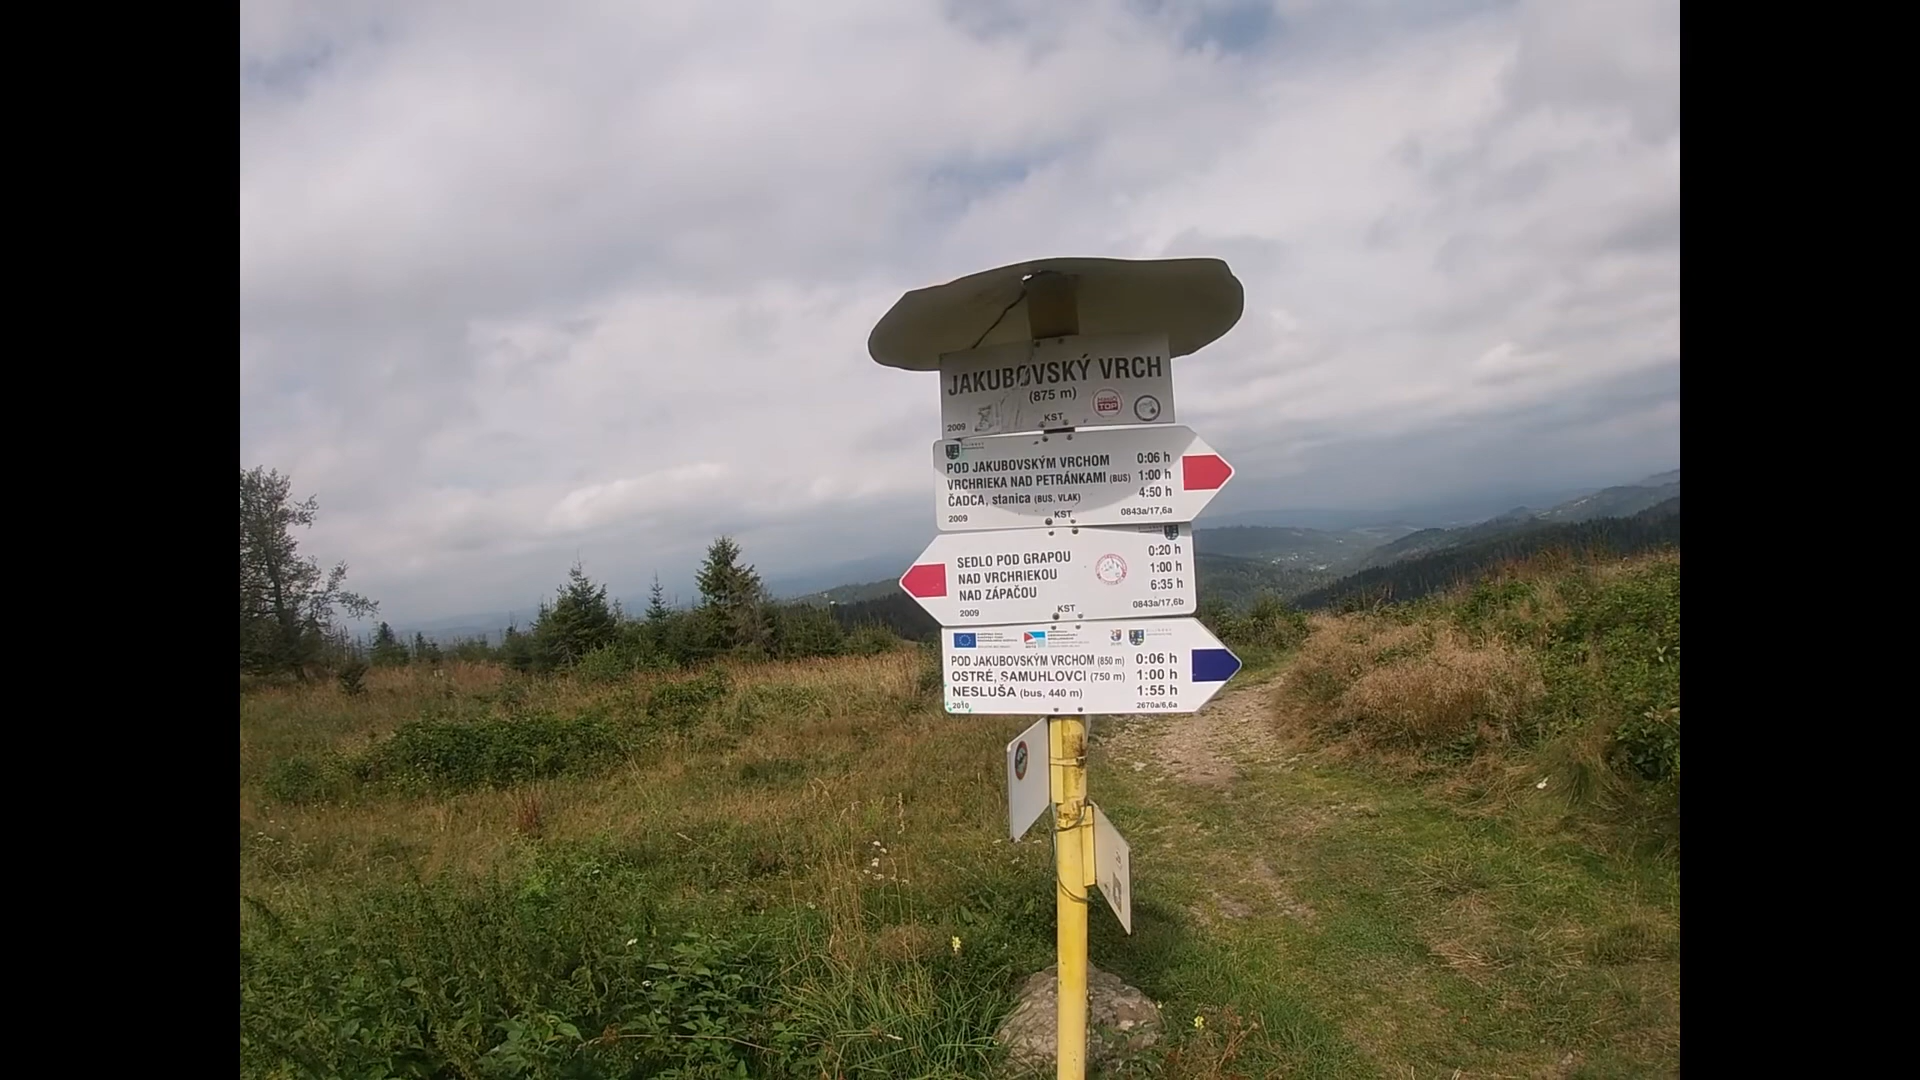 JAKUBOVSKÝ VRCH
(875 m)
TOP
2009 KST
POD JAKUBOVSKÝM VRCHOM 0:06 h
VRCHRIEKA NAD PETRÁNKAMI (BUS) 1:00 h
ČADCA, stanica (BUS, VLAK) 4:50 h
2009 KST 0843a/17,6a
SEDLO POD GRAPOU 0:20 h
NAD VRCHRIEKOU 1:00 h
NAD ZÁPAČOU 6:35 h
2009 KST 0843a/17,6b
POD JAKUBOVSKÝM VRCHOM (850 m) 0:06 h
OSTRÉ, SAMUHLOVCI (750 m) 1:00 h
NESLUŠA (bus, 440 m) 1:55 h
2010 2670a/6,6a